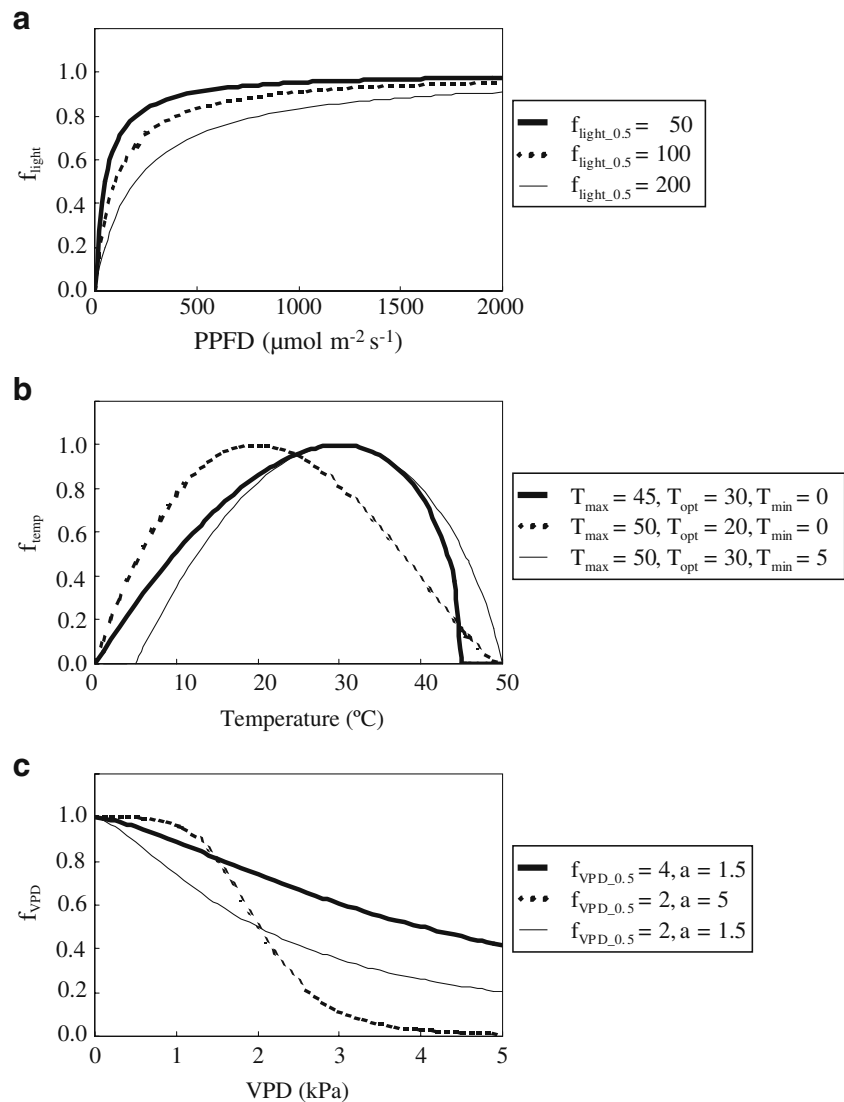 a
1.0
0.8
0.6
0.4
0.2
0.0
f_light
0 500 1000 1500 2000
PPFD (µmol m⁻² s⁻¹)
f_light_0.5 = 50
f_light_0.5 = 100
f_light_0.5 = 200
b
1.0
0.8
0.6
0.4
0.2
0.0
f_temp
0 10 20 30 40 50
Temperature (ºC)
T_max = 45, T_opt = 30, T_min = 0
T_max = 50, T_opt = 20, T_min = 0
T_max = 50, T_opt = 30, T_min = 5
c
1.0
0.8
0.6
0.4
0.2
0.0
f_VPD
0 1 2 3 4 5
VPD (kPa)
f_VPD_0.5 = 4, a = 1.5
f_VPD_0.5 = 2, a = 5
f_VPD_0.5 = 2, a = 1.5